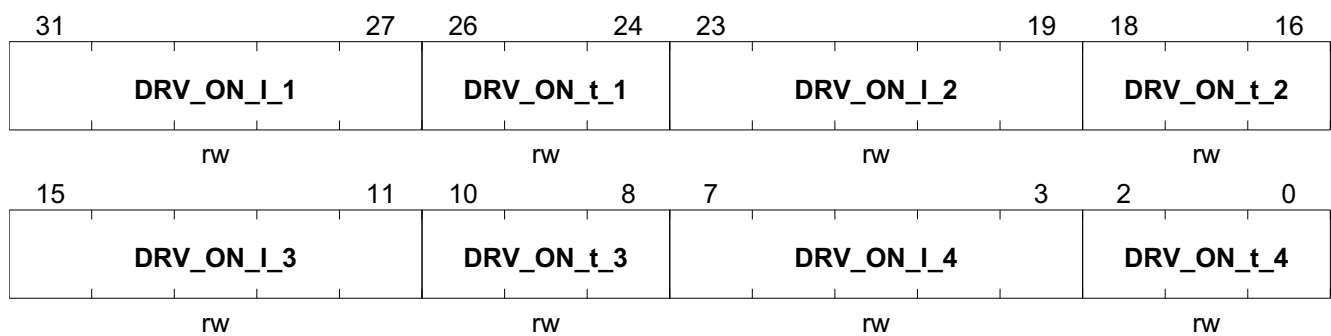 31 27 26 24 23 19 18 16
DRV_ON_I_1 DRV_ON_t_1 DRV_ON_I_2 DRV_ON_t_2
rw rw rw rw
15 11 10 8 7 3 2 0
DRV_ON_I_3 DRV_ON_t_3 DRV_ON_I_4 DRV_ON_t_4
rw rw rw rw